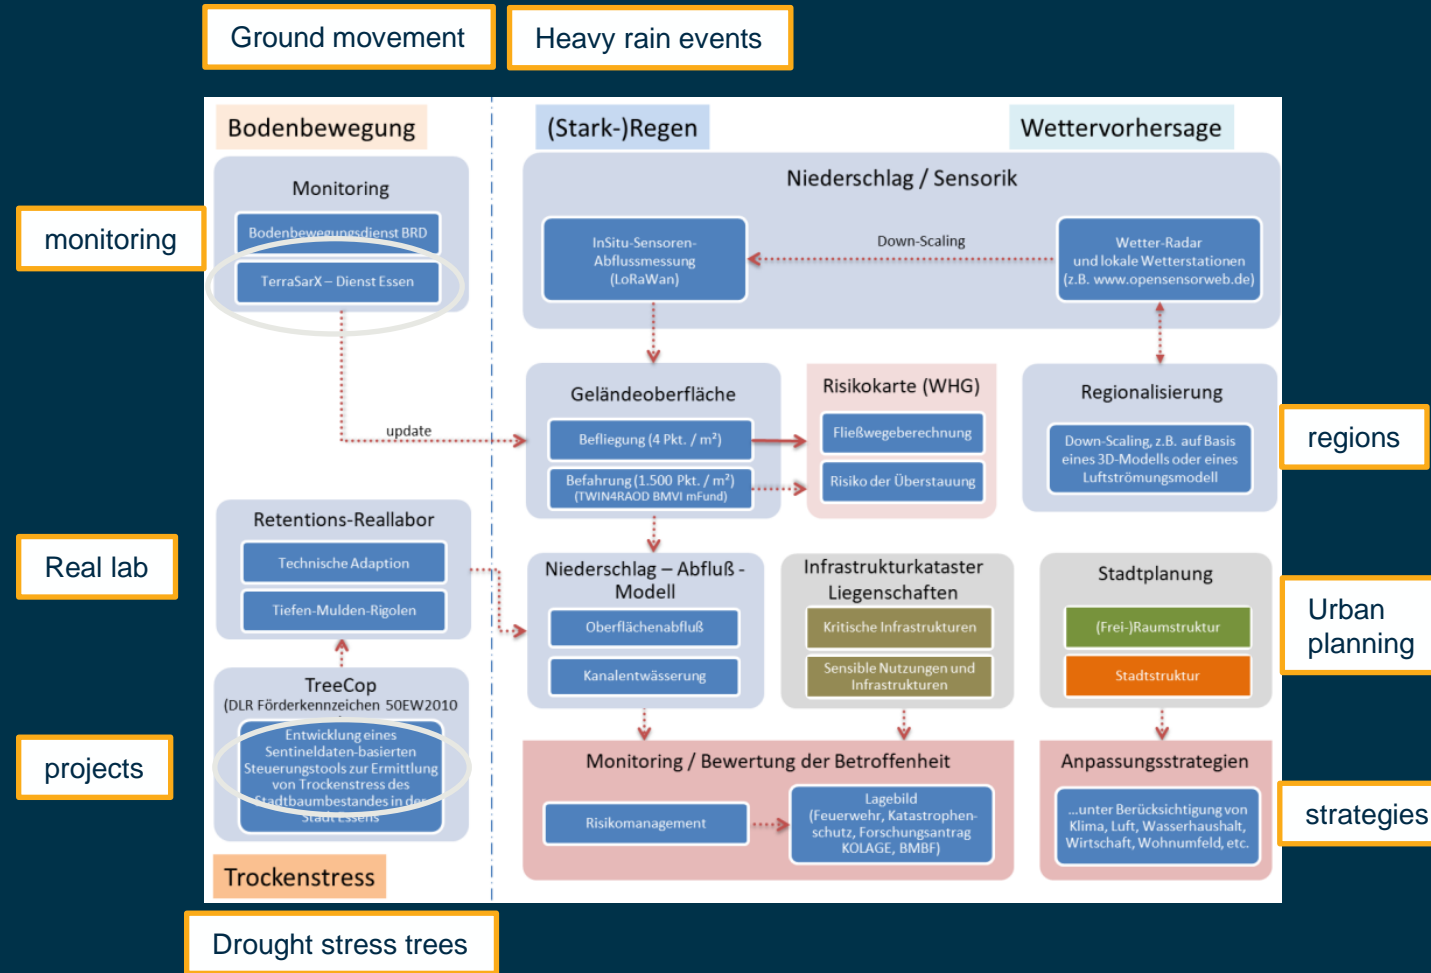 Ground movement
Heavy rain events
Bodenbewegung
(Stark-)Regen
Wettervorhersage
Monitoring
Bodenbewegungsdienst BRD
TerraSarX – Dienst Essen
monitoring
Niederschlag / Sensorik
InSitu-Sensoren-
Abflussmessung
(LoRaWan)
Down-Scaling
Wetter-Radar
und lokale Wetterstationen
(z.B. www.opensensorweb.de)
update
Geländeoberfläche
Befliegung (4 Pkt. / m²)
Befahrung (1.500 Pkt. / m²)
(TWIN4RAOD BMVI mFund)
Risikokarte (WHG)
Fließwegeberechnung
Risiko der Überstauung
Regionalisierung
Down-Scaling, z.B. auf Basis
eines 3D-Modells oder eines
Luftströmungsmodell
regions
Real lab
Retentions-Reallabor
Technische Adaption
Tiefen-Mulden-Rigolen
Niederschlag – Abfluß -
Modell
Oberflächenabfluß
Kanalentwässerung
Infrastrukturkataster
Liegenschaften
Kritische Infrastrukturen
Sensible Nutzungen und
Infrastrukturen
Stadtplanung
(Frei-)Raumstruktur
Stadtstruktur
Urban
planning
projects
TreeCop
(DLR Förderkennzeichen 50EW2010
Entwicklung eines
Sentineldaten-basierten
Steuerungstools zur Ermittlung
von Trockenstress des
Stadtbaumbestandes in der
Stadt Essens
Monitoring / Bewertung der Betroffenheit
Risikomanagement
Lagebild
(Feuerwehr, Katastrophen-
schutz, Forschungsantrag
KOLAGE, BMBF)
Anpassungsstrategien
...unter Berücksichtigung von
Klima, Luft, Wasserhaushalt,
Wirtschaft, Wohnumfeld, etc.
strategies
Trockenstress
Drought stress trees